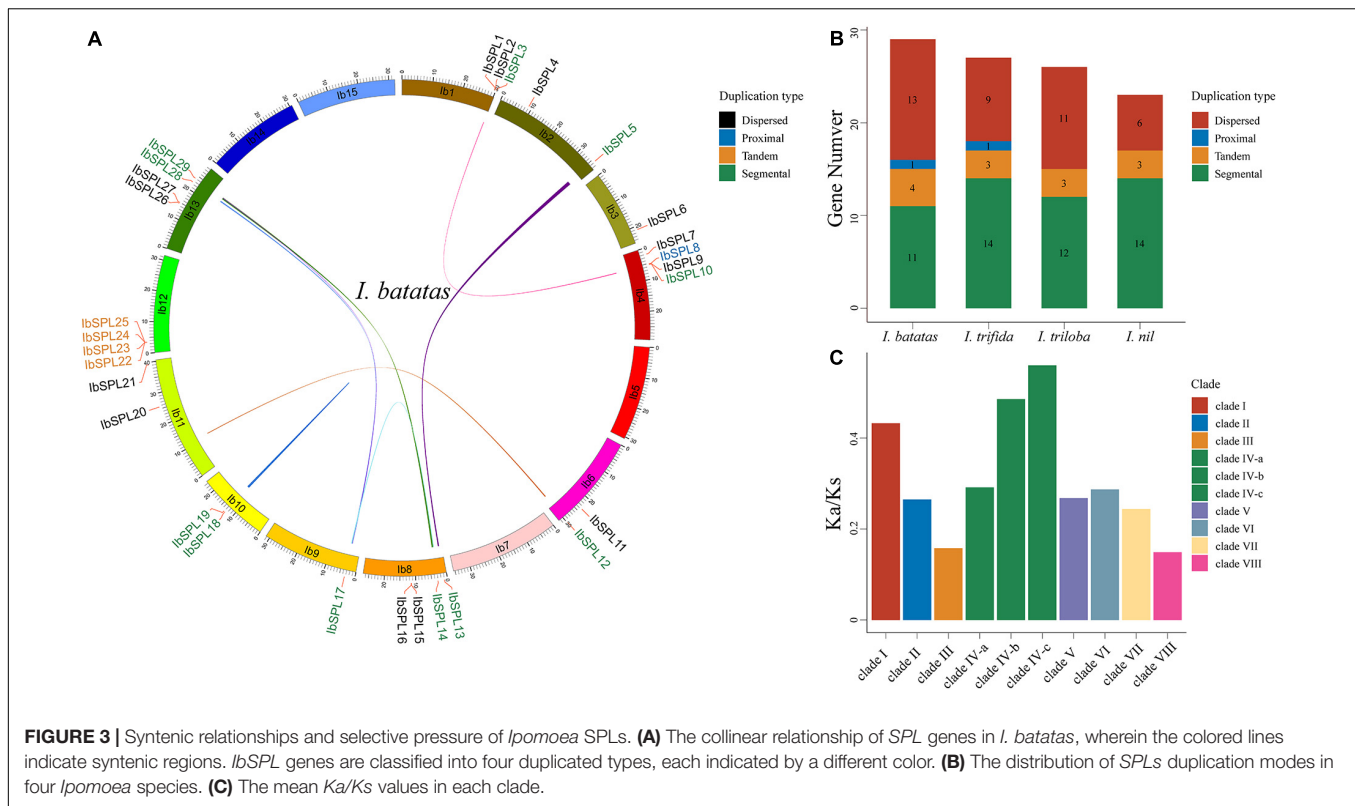 A
IbSPL1
IbSPL2
IbSPL3
IbSPL4
IbSPL5
IbSPL6
IbSPL7
IbSPL8
IbSPL9
IbSPL10
IbSPL11
IbSPL12
IbSPL13
IbSPL14
IbSPL15
IbSPL16
IbSPL17
IbSPL18
IbSPL19
IbSPL20
IbSPL21
IbSPL22
IbSPL23
IbSPL24
IbSPL25
IbSPL26
IbSPL27
IbSPL28
IbSPL29
Ib1
Ib2
Ib3
Ib4
Ib5
Ib6
Ib7
Ib8
Ib9
Ib10
Ib11
Ib12
Ib13
Ib14
Ib15
I. batatas
Duplication type
Dispersed
Proximal
Tandem
Segmental
B
Gene Numver
0
10
20
30
13
1
4
11
9
1
3
14
11
3
12
6
3
14
I. batatas
I. trifida
I. triloba
I. nil
Duplication type
Dispersed
Proximal
Tandem
Segmental
C
Ka/Ks
0
0.2
0.4
clade I
clade II
clade III
clade IV-a
clade IV-b
clade IV-c
clade V
clade VI
clade VII
clade VIII
Clade
clade I
clade II
clade III
clade IV-a
clade IV-b
clade IV-c
clade V
clade VI
clade VII
clade VIII
FIGURE 3 | Syntenic relationships and selective pressure of Ipomoea SPLs. (A) The collinear relationship of SPL genes in I. batatas, wherein the colored lines
indicate syntenic regions. IbSPL genes are classified into four duplicated types, each indicated by a different color. (B) The distribution of SPLs duplication modes in
four Ipomoea species. (C) The mean Ka/Ks values in each clade.